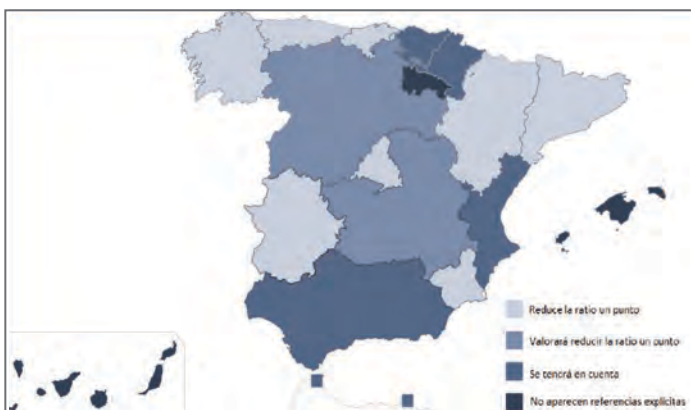 Reduce la ratio un punto
Valorará reducir la ratio un punto
Se tendrá en cuenta
No aparecen referencias explícitas